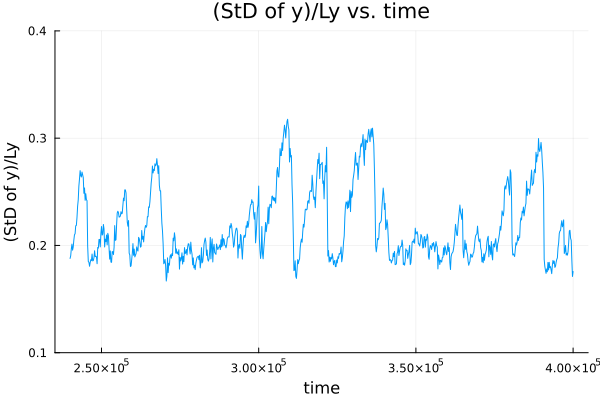 (StD of y)/Ly vs. time
0.4
0.3
(StD of y)/Ly
0.2
0.1
2.50×10⁵ 3.00×10⁵ 3.50×10⁵ 4.00×10⁵
time